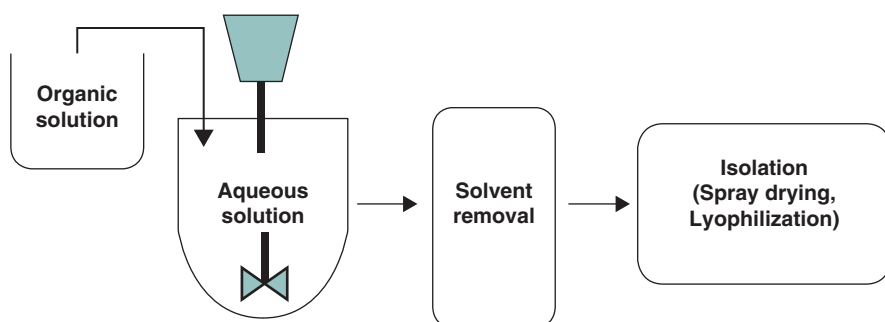 Organic
solution
Aqueous
solution
Solvent
removal
Isolation
(Spray drying,
Lyophilization)